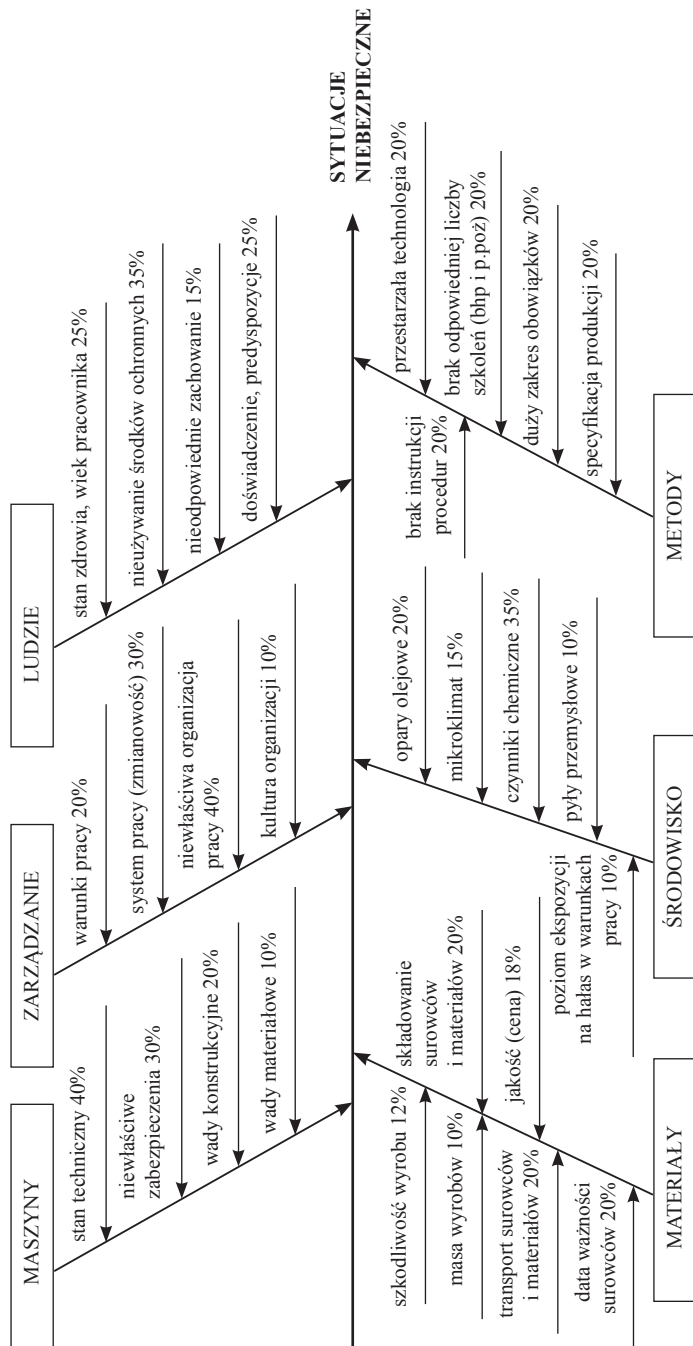 MASZYNY
stan techniczny 40%
niewłaściwe
zabezpieczenia 30%
wady konstrukcyjne 20%
wady materiałowe 10%
ZARZĄDZANIE
warunki pracy 20%
system pracy (zmianowość) 30%
niewłaściwa organizacja
pracy 40%
kultura organizacji 10%
LUDZIE
stan zdrowia, wiek pracownika 25%
nieużywanie środków ochronnych 35%
nieodpowiednie zachowanie 15%
doświadczenie, predyspozycje 25%
SYTUACJE
NIEBEZPIECZNE
szkodliwość wyrobu 12%
masa wyrobów 10%
transport surowców
i materiałów 20%
data ważności
surowców 20%
składowanie
surowców
i materiałów 20%
jakość (cena) 18%
MATERIAŁY
opary olejowe 20%
mikroklimat 15%
czynniki chemiczne 35%
pyły przemysłowe 10%
poziom ekspozycji
na hałas w warunkach
pracy 10%
ŚRODOWISKO
przestarzała technologia 20%
brak instrukcji
procedur 20%
brak odpowiedniej liczby
szkoleń (bhp i p.poż) 20%
duży zakres obowiązków 20%
specyfikacja produkcji 20%
METODY